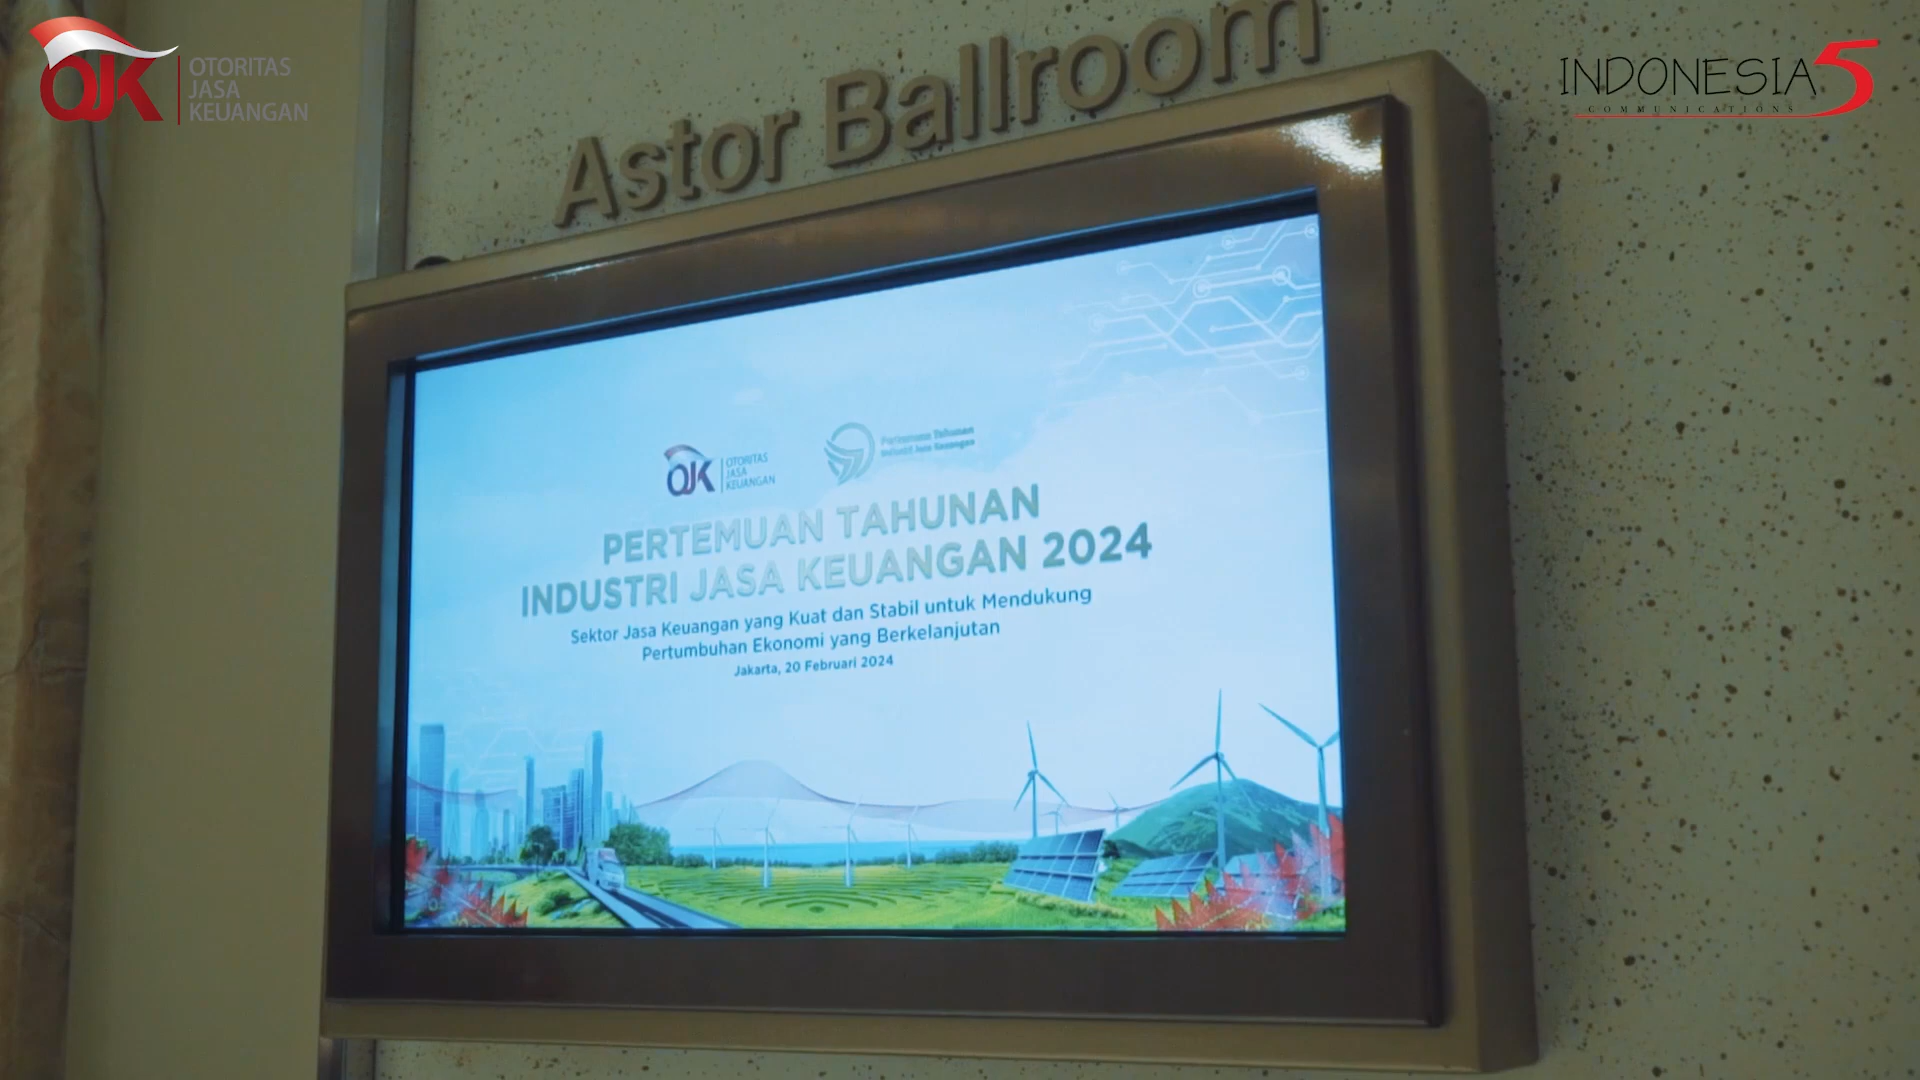 OJK
OTORITAS
JASA
KEUANGAN
INDONESIA5
COMMUNICATIONS
Astor Ballroom
OJK
OTORITAS
JASA
KEUANGAN
Pertemuan Tahunan
Industri Jasa Keuangan
PERTEMUAN TAHUNAN
INDUSTRI JASA KEUANGAN 2024
Sektor Jasa Keuangan yang Kuat dan Stabil untuk Mendukung
Pertumbuhan Ekonomi yang Berkelanjutan
Jakarta, 20 Februari 2024